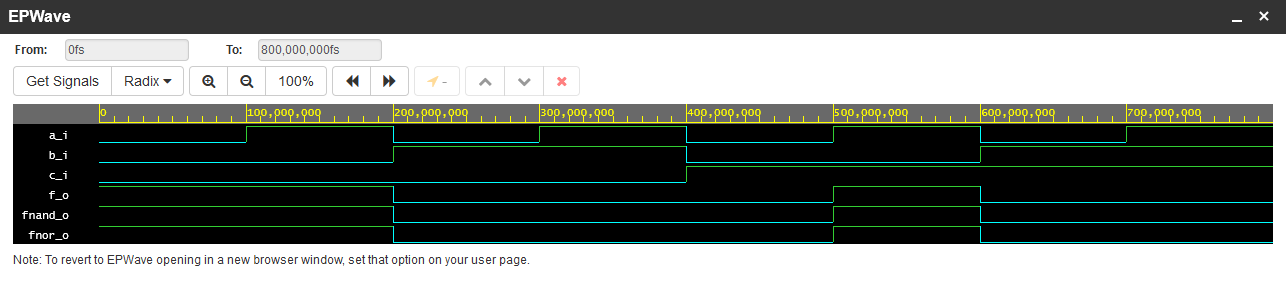 EPWave
From: 0fs To: 800,000,000fs
Get Signals Radix 100% -
0 100,000,000 200,000,000 300,000,000 400,000,000 500,000,000 600,000,000 700,000,000
a_i
b_i
c_i
f_o
fnand_o
fnor_o
Note: To revert to EPWave opening in a new browser window, set that option on your user page.